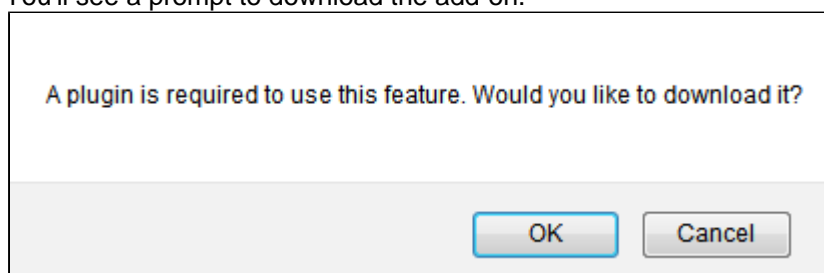 You'll see a prompt to download the add-on:
A plugin is required to use this feature. Would you like to download it?
OK Cancel